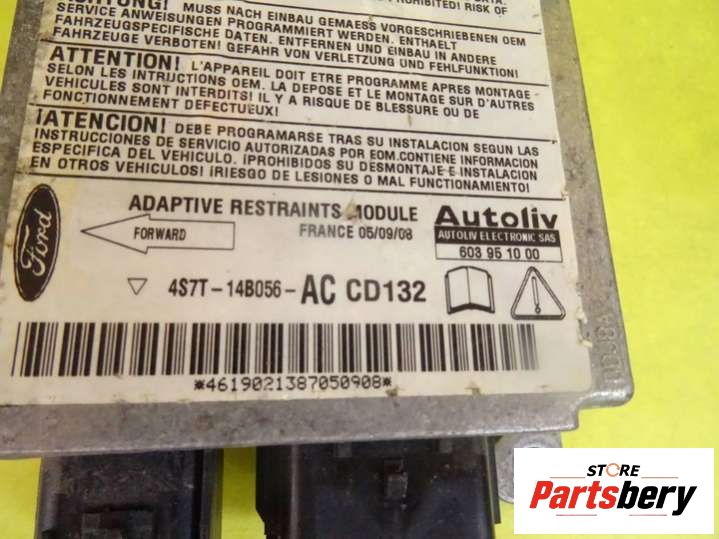 PROHIBITED! RISK OF
ACHTUNG! MUSS NACH EINBAU GEMAESS VORGESCHRIEBENEN OEM
SERVICE ANWEISUNGEN PROGRAMMIERT WERDEN. ENTHAELT
FAHRZEUGSPEZIFISCHE DATEN. ENTFERNEN UND EINBAU IN ANDERE
FAHRZEUGE VERBOTEN! GEFAHR VON VERLETZUNG UND FEHLFUNKTION!
ATTENTION! L'APPAREIL DOIT ETRE PROGRAMME APRES MONTAGE
SELON LES INTRUCTIONS OEM. LA DEPOSE ET LE MONTAGE SUR D'AUTRES
VEHICULES SONT INTERDITS! IL Y A RISQUE DE BLESSURE OU DE
FONCTIONNEMENT DEFECTUEUX!
¡ATENCION! DEBE PROGRAMARSE TRAS SU INSTALACION SEGUN LAS
INSTRUCCIONES DE SERVICIO AUTORIZADAS POR EOM.CONTIENE INFORMACION
ESPECIFICA DEL VEHICULO. ¡PROHIBIDOS SU DESMONTAJE E INSTALACION
EN OTROS VEHICULOS! ¡RIESGO DE LESIONES O MAL FUNCIONAMIENTO!
Ford
ADAPTIVE RESTRAINTS MODULE
FORWARD
FRANCE 05/09/08
Autoliv
AUTOLIV ELECTRONIC SAS
603 95 10 00
4S7T-14B056-AC CD132
*4619021387050908*
STORE
Partsbery